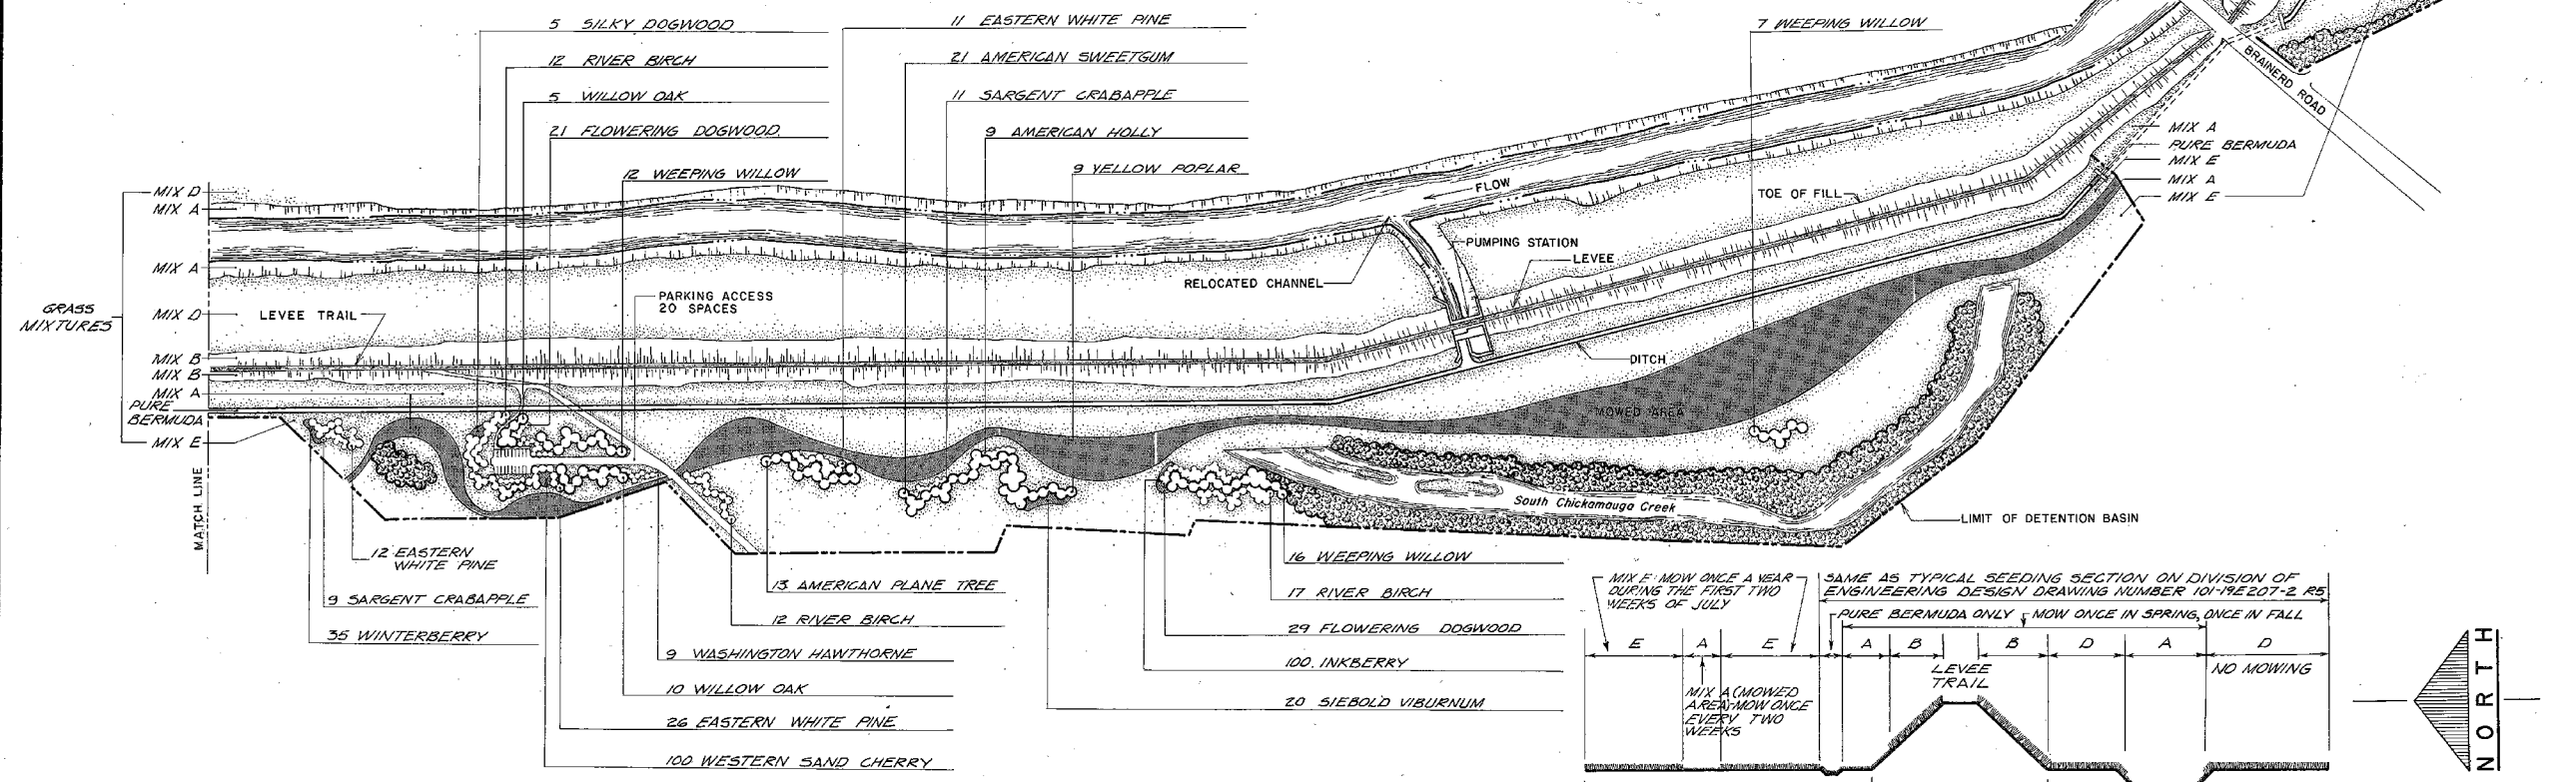 5 SILKY DOGWOOD
12 RIVER BIRCH
5 WILLOW OAK
21 FLOWERING DOGWOOD
12 WEEPING WILLOW
11 EASTERN WHITE PINE
21 AMERICAN SWEETGUM
11 SARGENT CRABAPPLE
9 AMERICAN HOLLY
9 YELLOW POPLAR
7 WEEPING WILLOW
BRAINERD ROAD
MIX A
PURE BERMUDA
MIX E
MIX A
MIX E
MIX D
MIX A
MIX A
GRASS
MIXTURES
MIX D
MIX B
MIX B
MIX A
PURE
BERMUDA
MIX E
MATCH LINE
LEVEE TRAIL
PARKING ACCESS
20 SPACES
FLOW
TOE OF FILL
PUMPING STATION
LEVEE
RELOCATED CHANNEL
DITCH
MOWED AREA
South Chickamauga Creek
LIMIT OF DETENTION BASIN
12 EASTERN
WHITE PINE
9 SARGENT CRABAPPLE
35 WINTERBERRY
13 AMERICAN PLANE TREE
12 RIVER BIRCH
9 WASHINGTON HAWTHORNE
10 WILLOW OAK
26 EASTERN WHITE PINE
100 WESTERN SAND CHERRY
16 WEEPING WILLOW
17 RIVER BIRCH
29 FLOWERING DOGWOOD
100. INKBERRY
20 SIEBOLD VIBURNUM
MIX E: MOW ONCE A YEAR
DURING THE FIRST TWO
WEEKS OF JULY
SAME AS TYPICAL SEEDING SECTION ON DIVISION OF
ENGINEERING DESIGN DRAWING NUMBER 101-19E207-2 R5
PURE BERMUDA ONLY
MOW ONCE IN SPRING, ONCE IN FALL
E A E A B B D A D
LEVEE
TRAIL
NO MOWING
MIX A (MOWED
AREA) MOW ONCE
EVERY TWO
WEEKS
NORTH